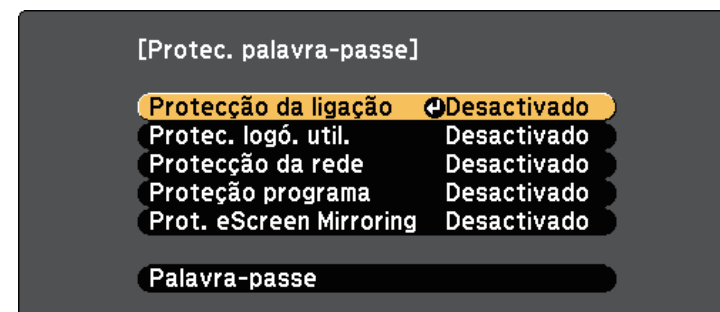 [Protec. palavra-passe]
Protecção da ligação Desactivado
Protec. logó. util. Desactivado
Protecção da rede Desactivado
Proteção programa Desactivado
Prot. eScreen Mirroring Desactivado
Palavra-passe